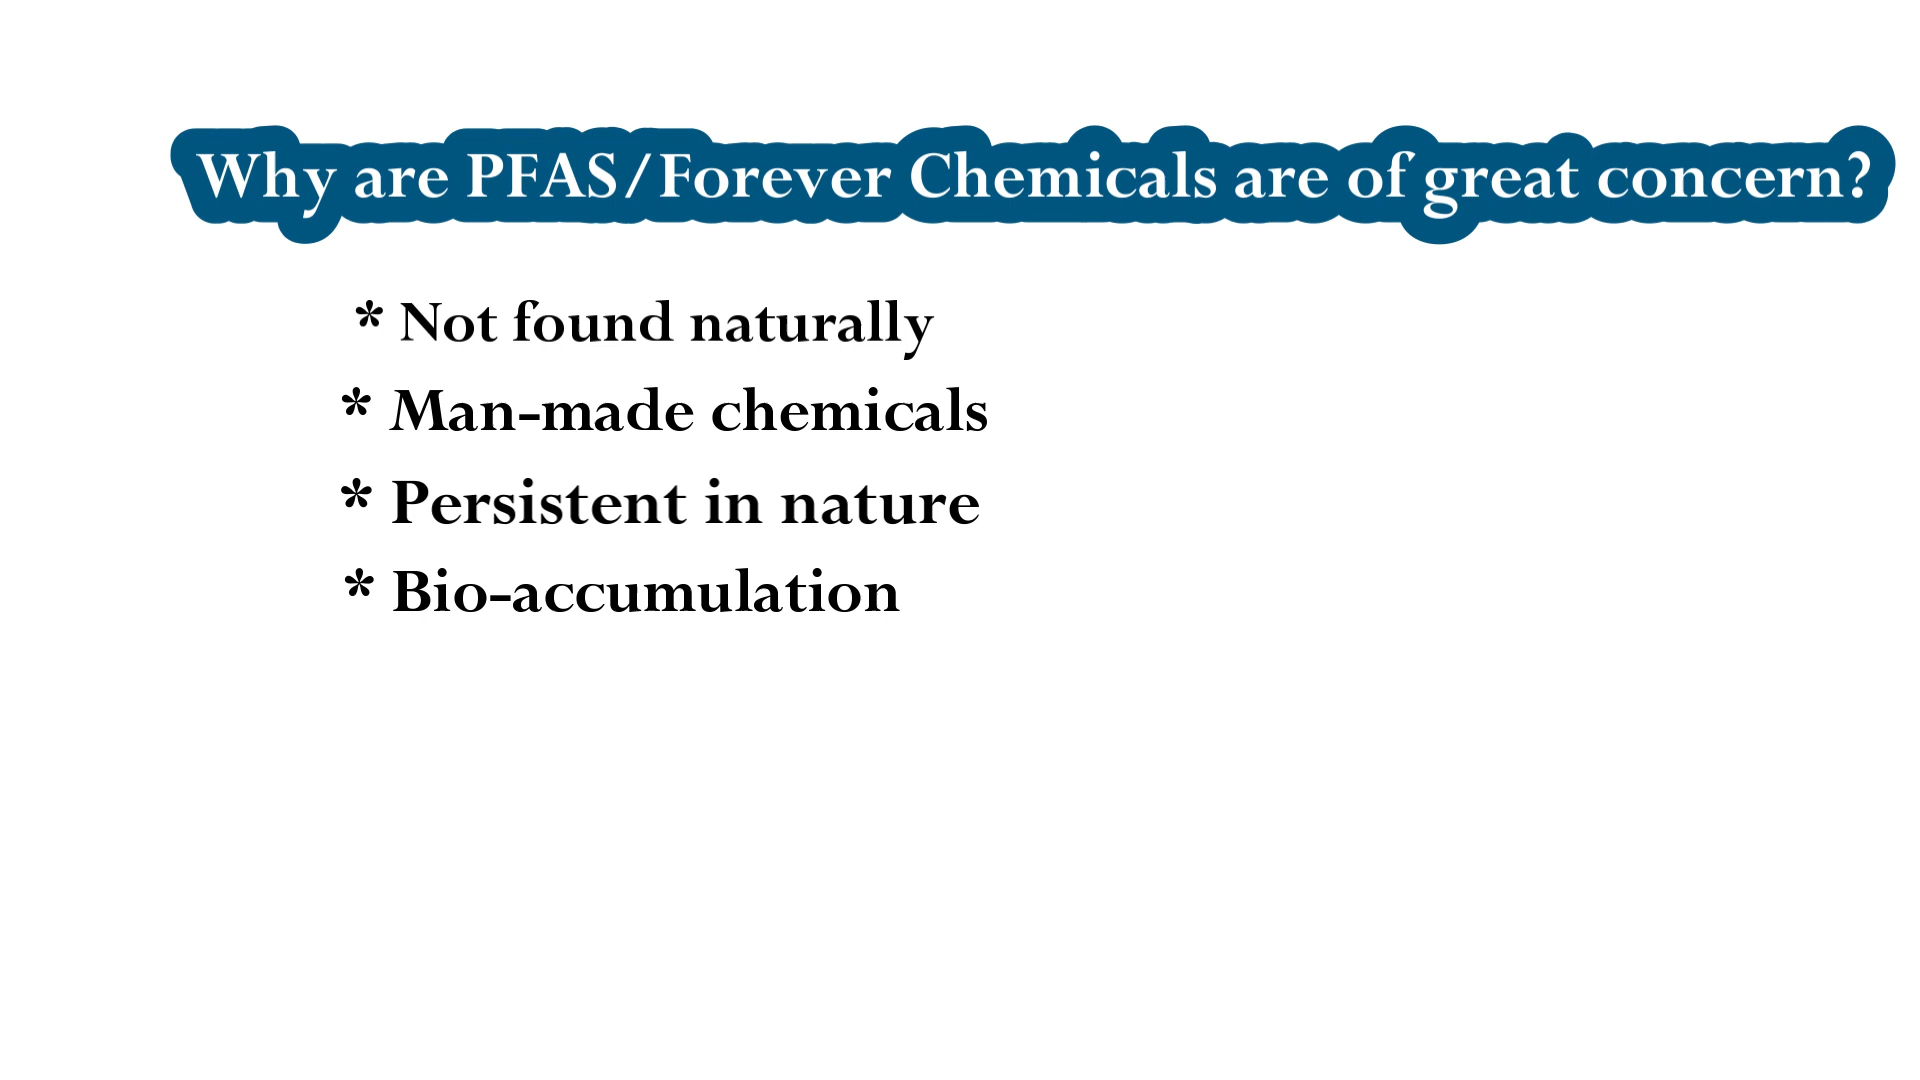 Why are PFAS/Forever Chemicals are of great concern?
* Not found naturally
* Man-made chemicals
* Persistent in nature
* Bio-accumulation